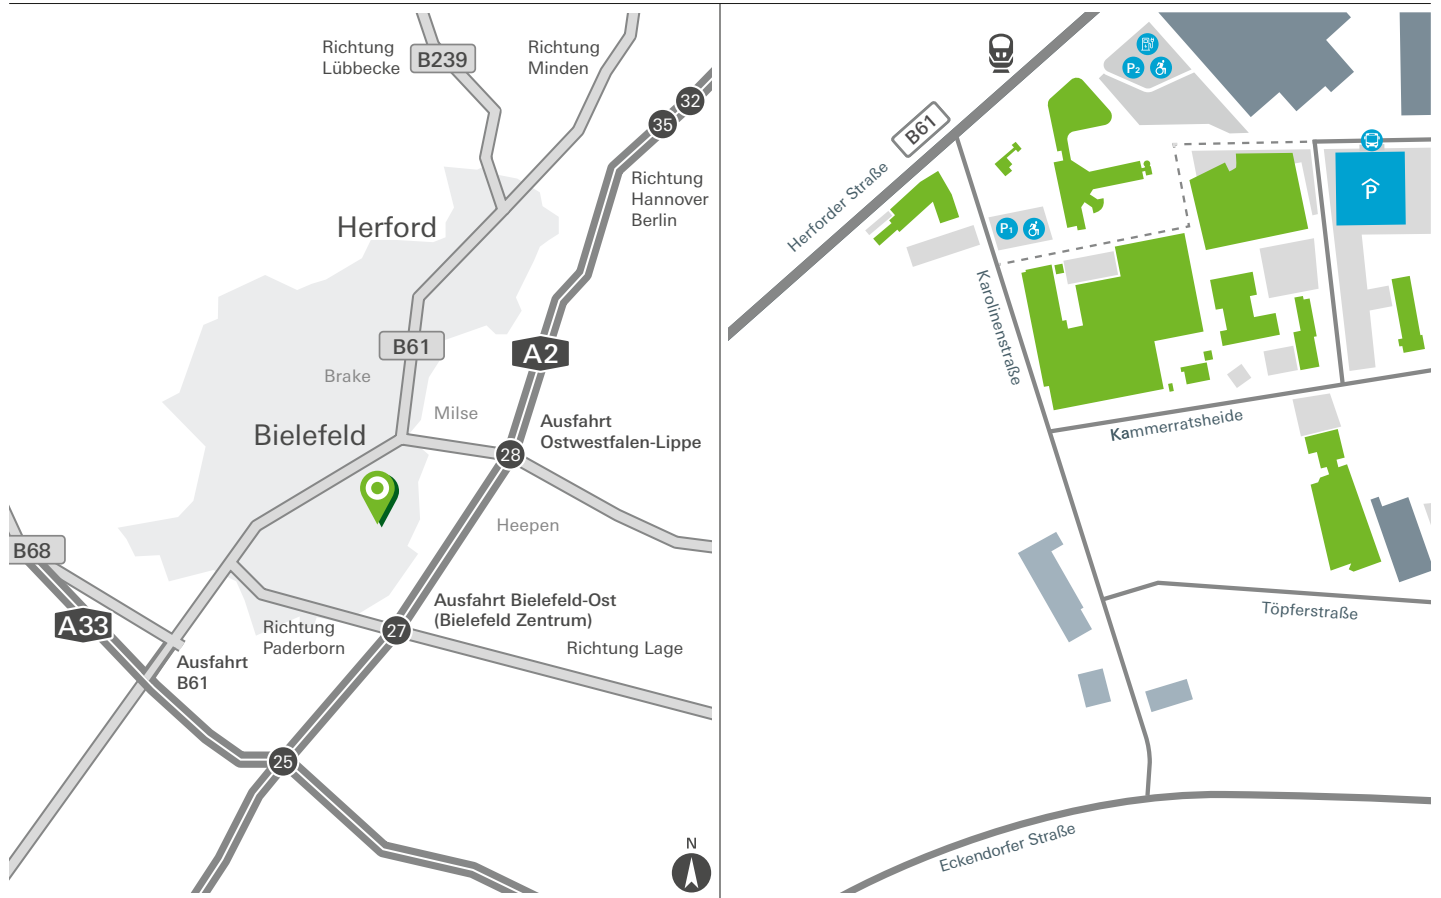 Richtung
Lübbecke
B239
Richtung
Minden
32
35
Richtung
Hannover
Berlin
Herford
B61
A2
Brake
Milse
Bielefeld
Ausfahrt
Ostwestfalen-Lippe
28
Heepen
B68
A33
Ausfahrt Bielefeld-Ost
(Bielefeld Zentrum)
27
Richtung
Paderborn
Richtung Lage
Ausfahrt
B61
25
N
P2
B61
Herforder Straße
P1
P
Karolinenstraße
Kammerratsheide
Töpferstraße
Eckendorfer Straße